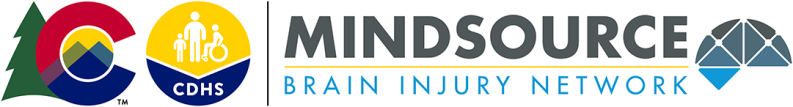 CDHS
TM
MINDSOURCE
BRAIN INJURY NETWORK